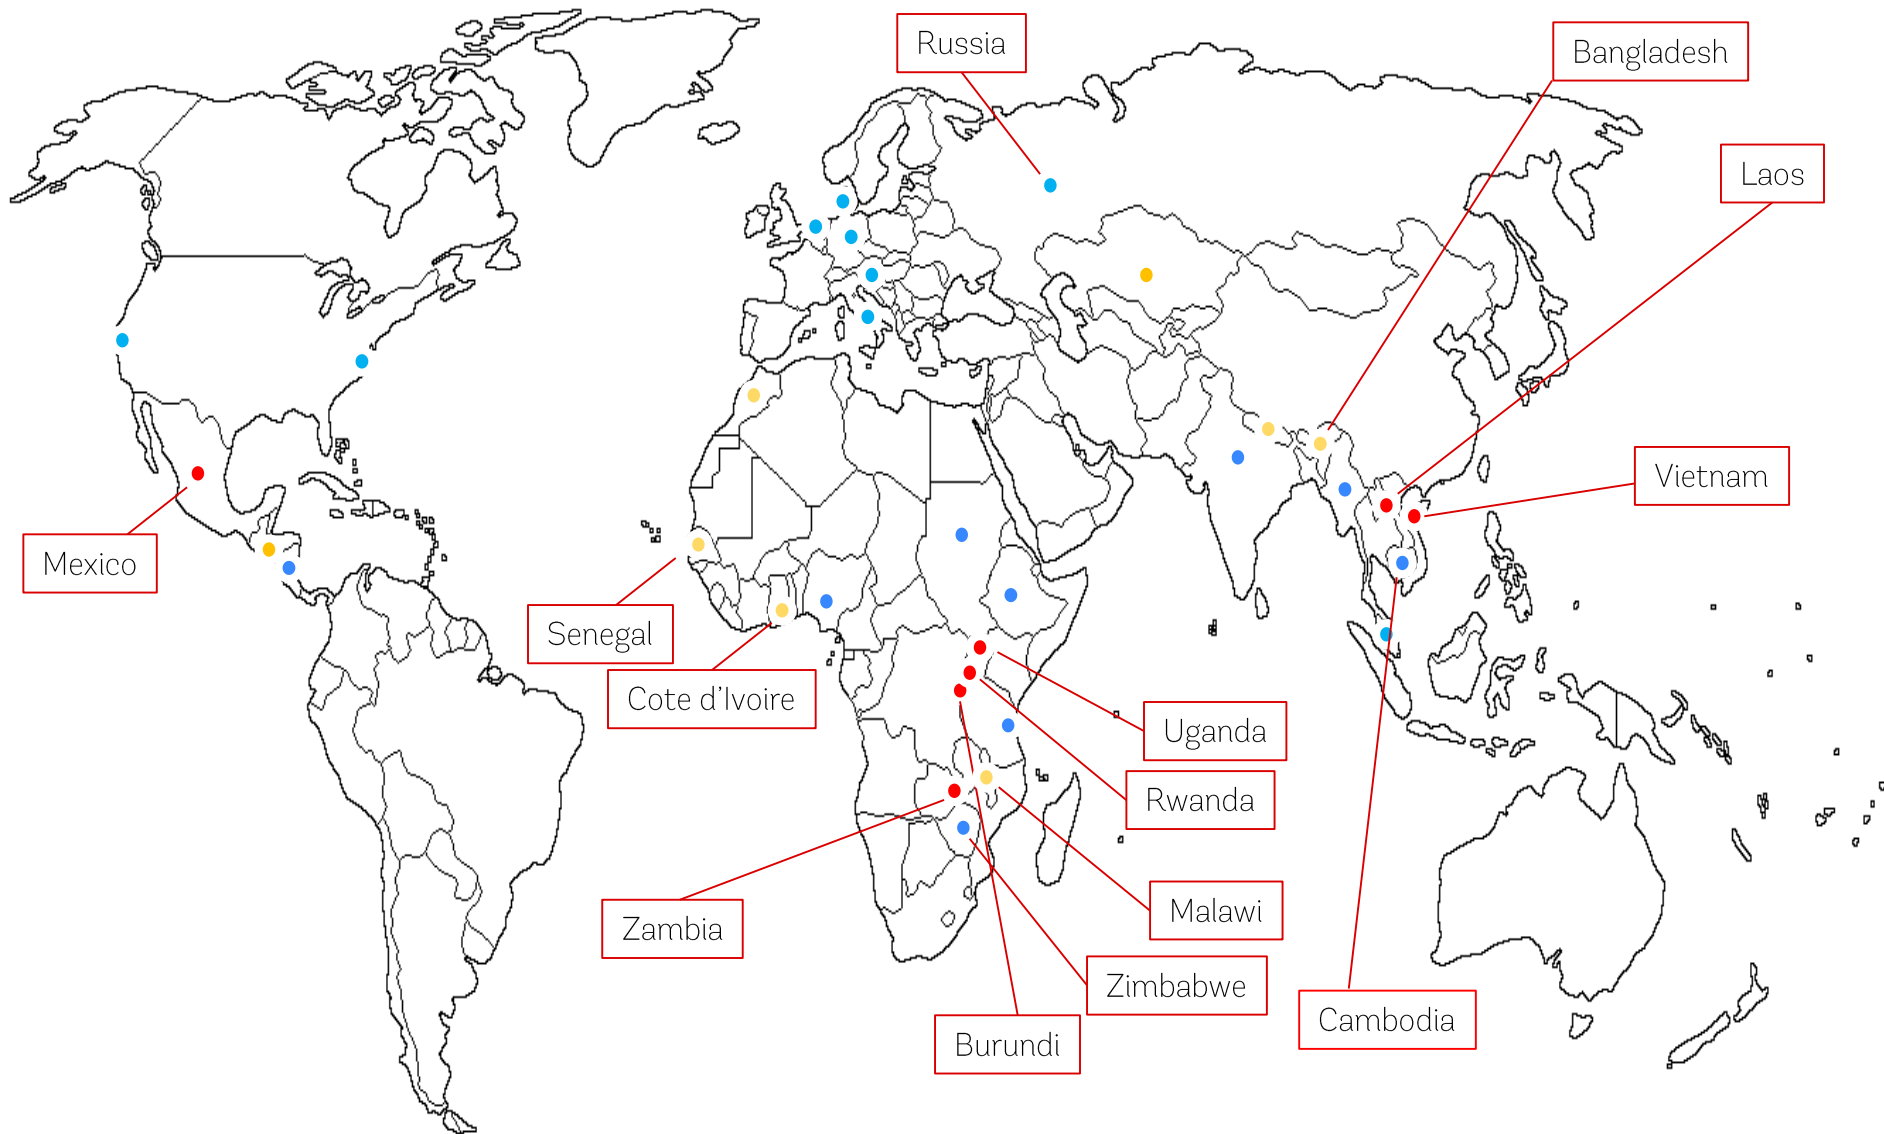 Russia
Bangladesh
Laos
Vietnam
Mexico
Senegal
Cote d’Ivoire
Uganda
Rwanda
Malawi
Zambia
Zimbabwe
Cambodia
Burundi